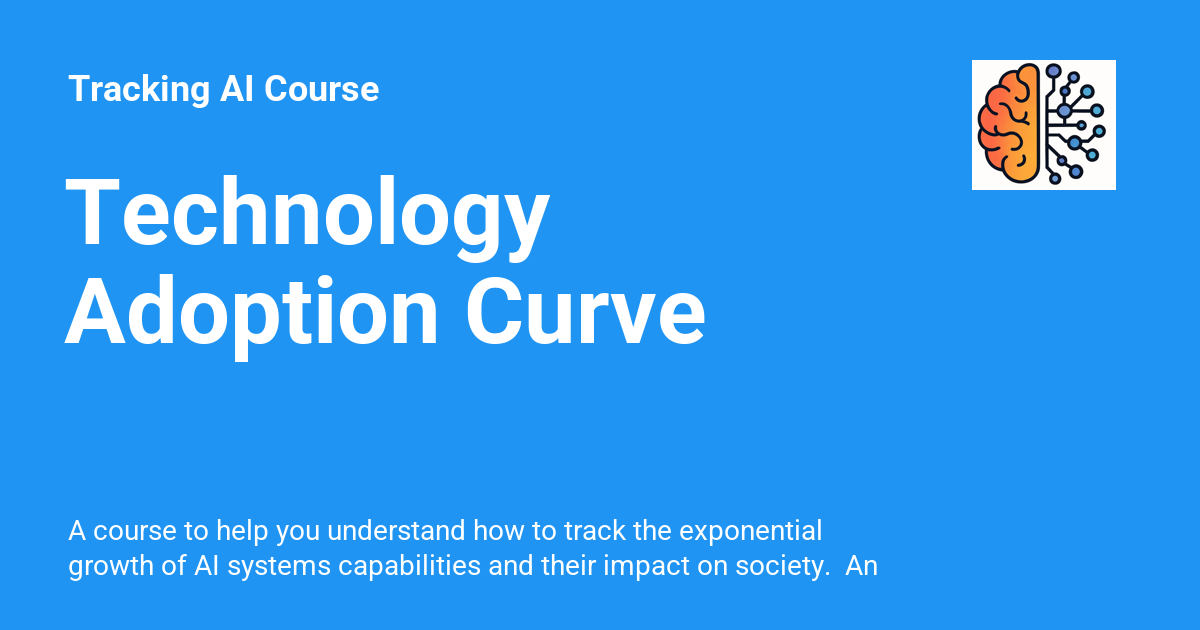 Tracking AI Course
Technology
Adoption Curve
A course to help you understand how to track the exponential
growth of AI systems capabilities and their impact on society.  An